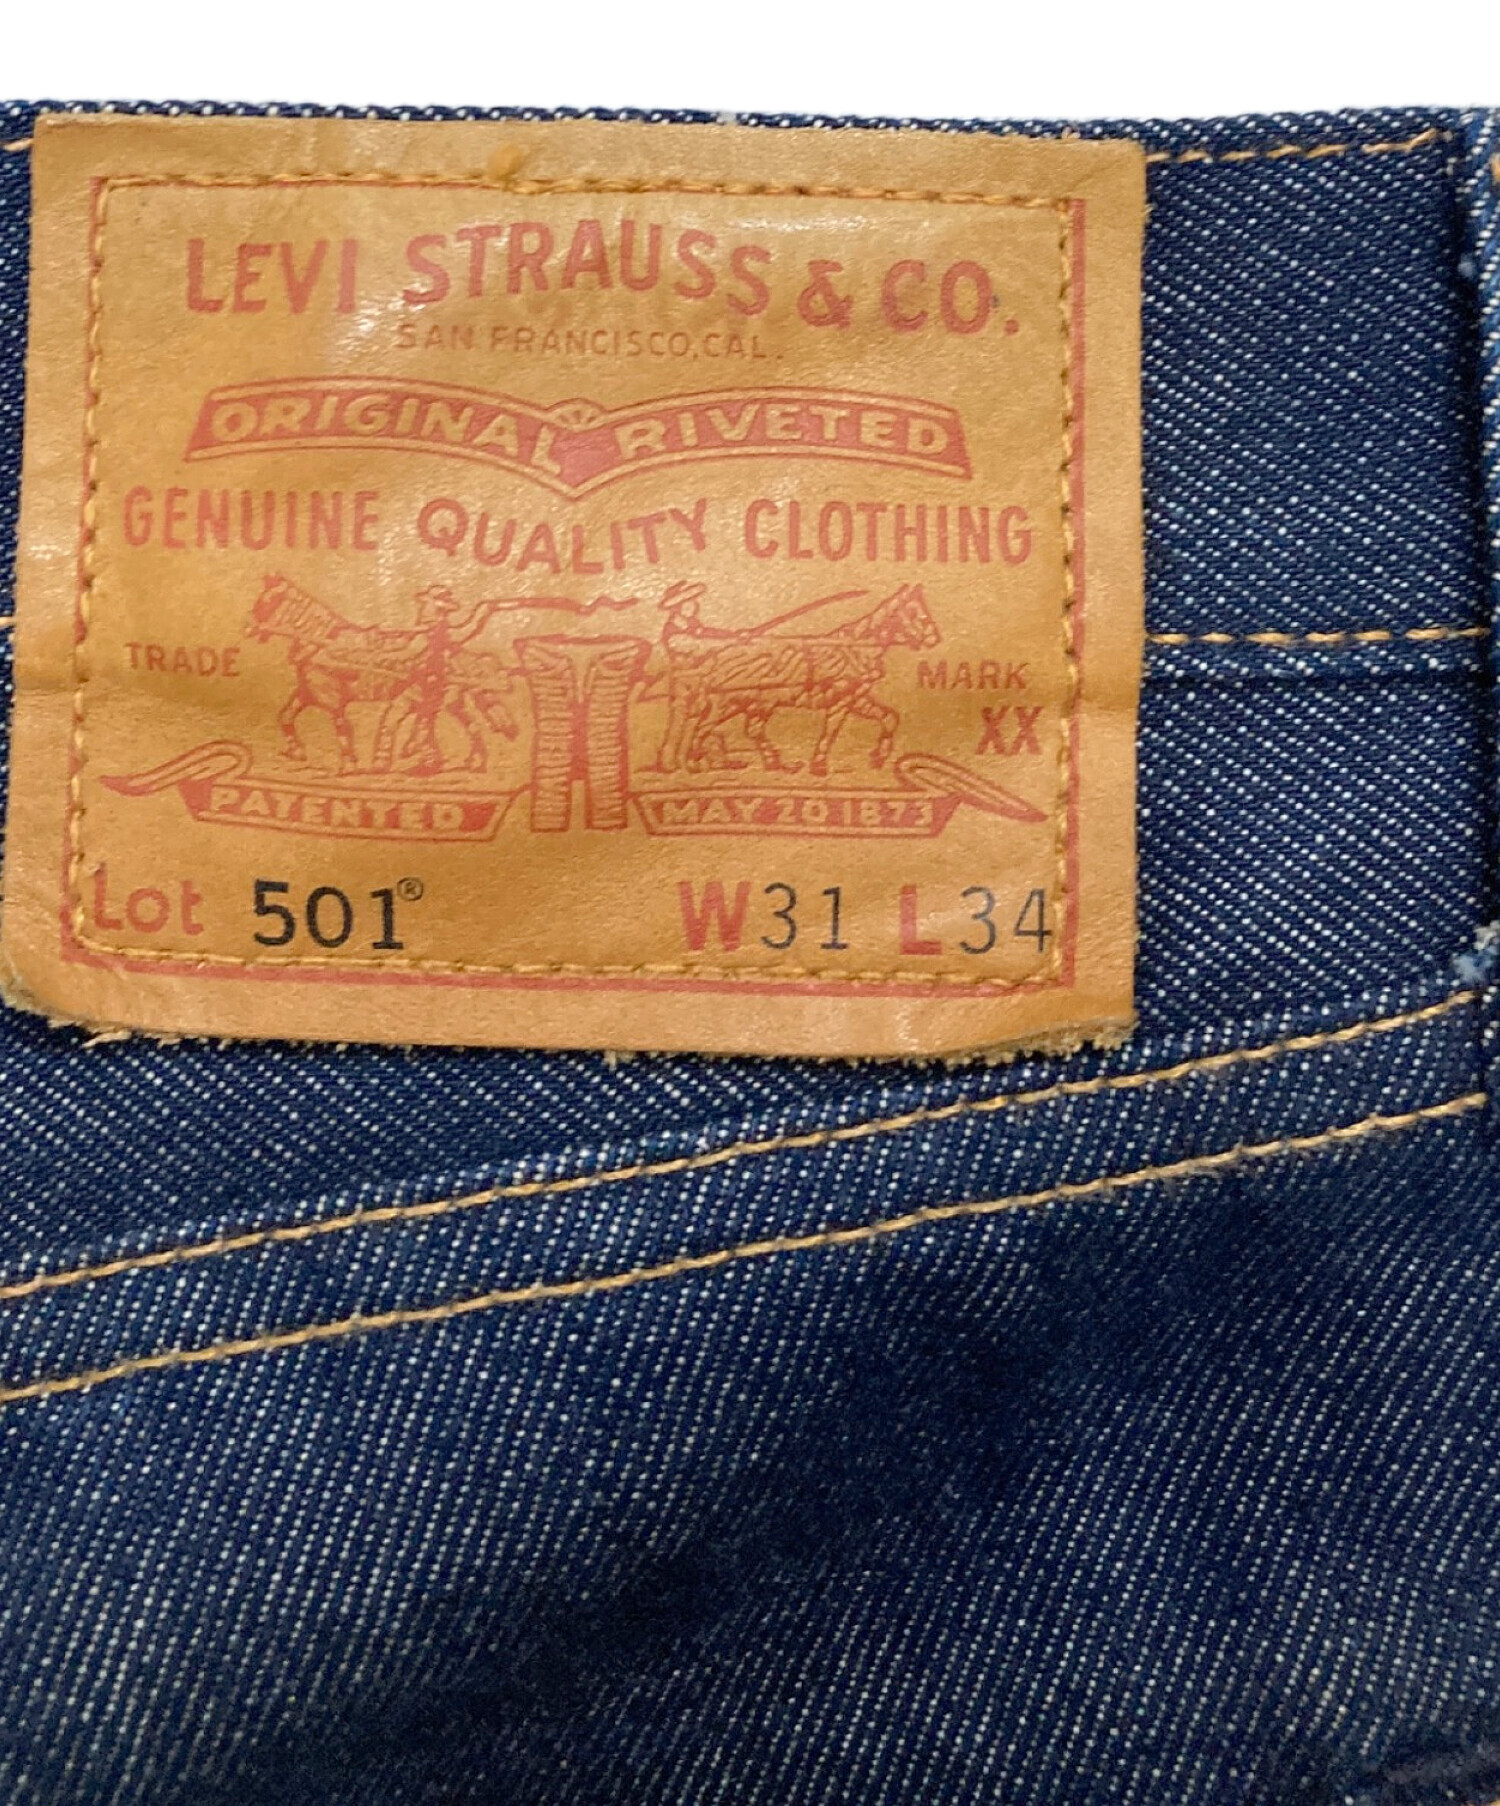 LEVI STRAUSS & CO.
SAN FRANCISCO, CAL.
ORIGINAL RIVETED
GENUINE QUALITY CLOTHING
TRADE MARK
XX
PATENTED MAY 20 1873
Lot 501® W31 L34